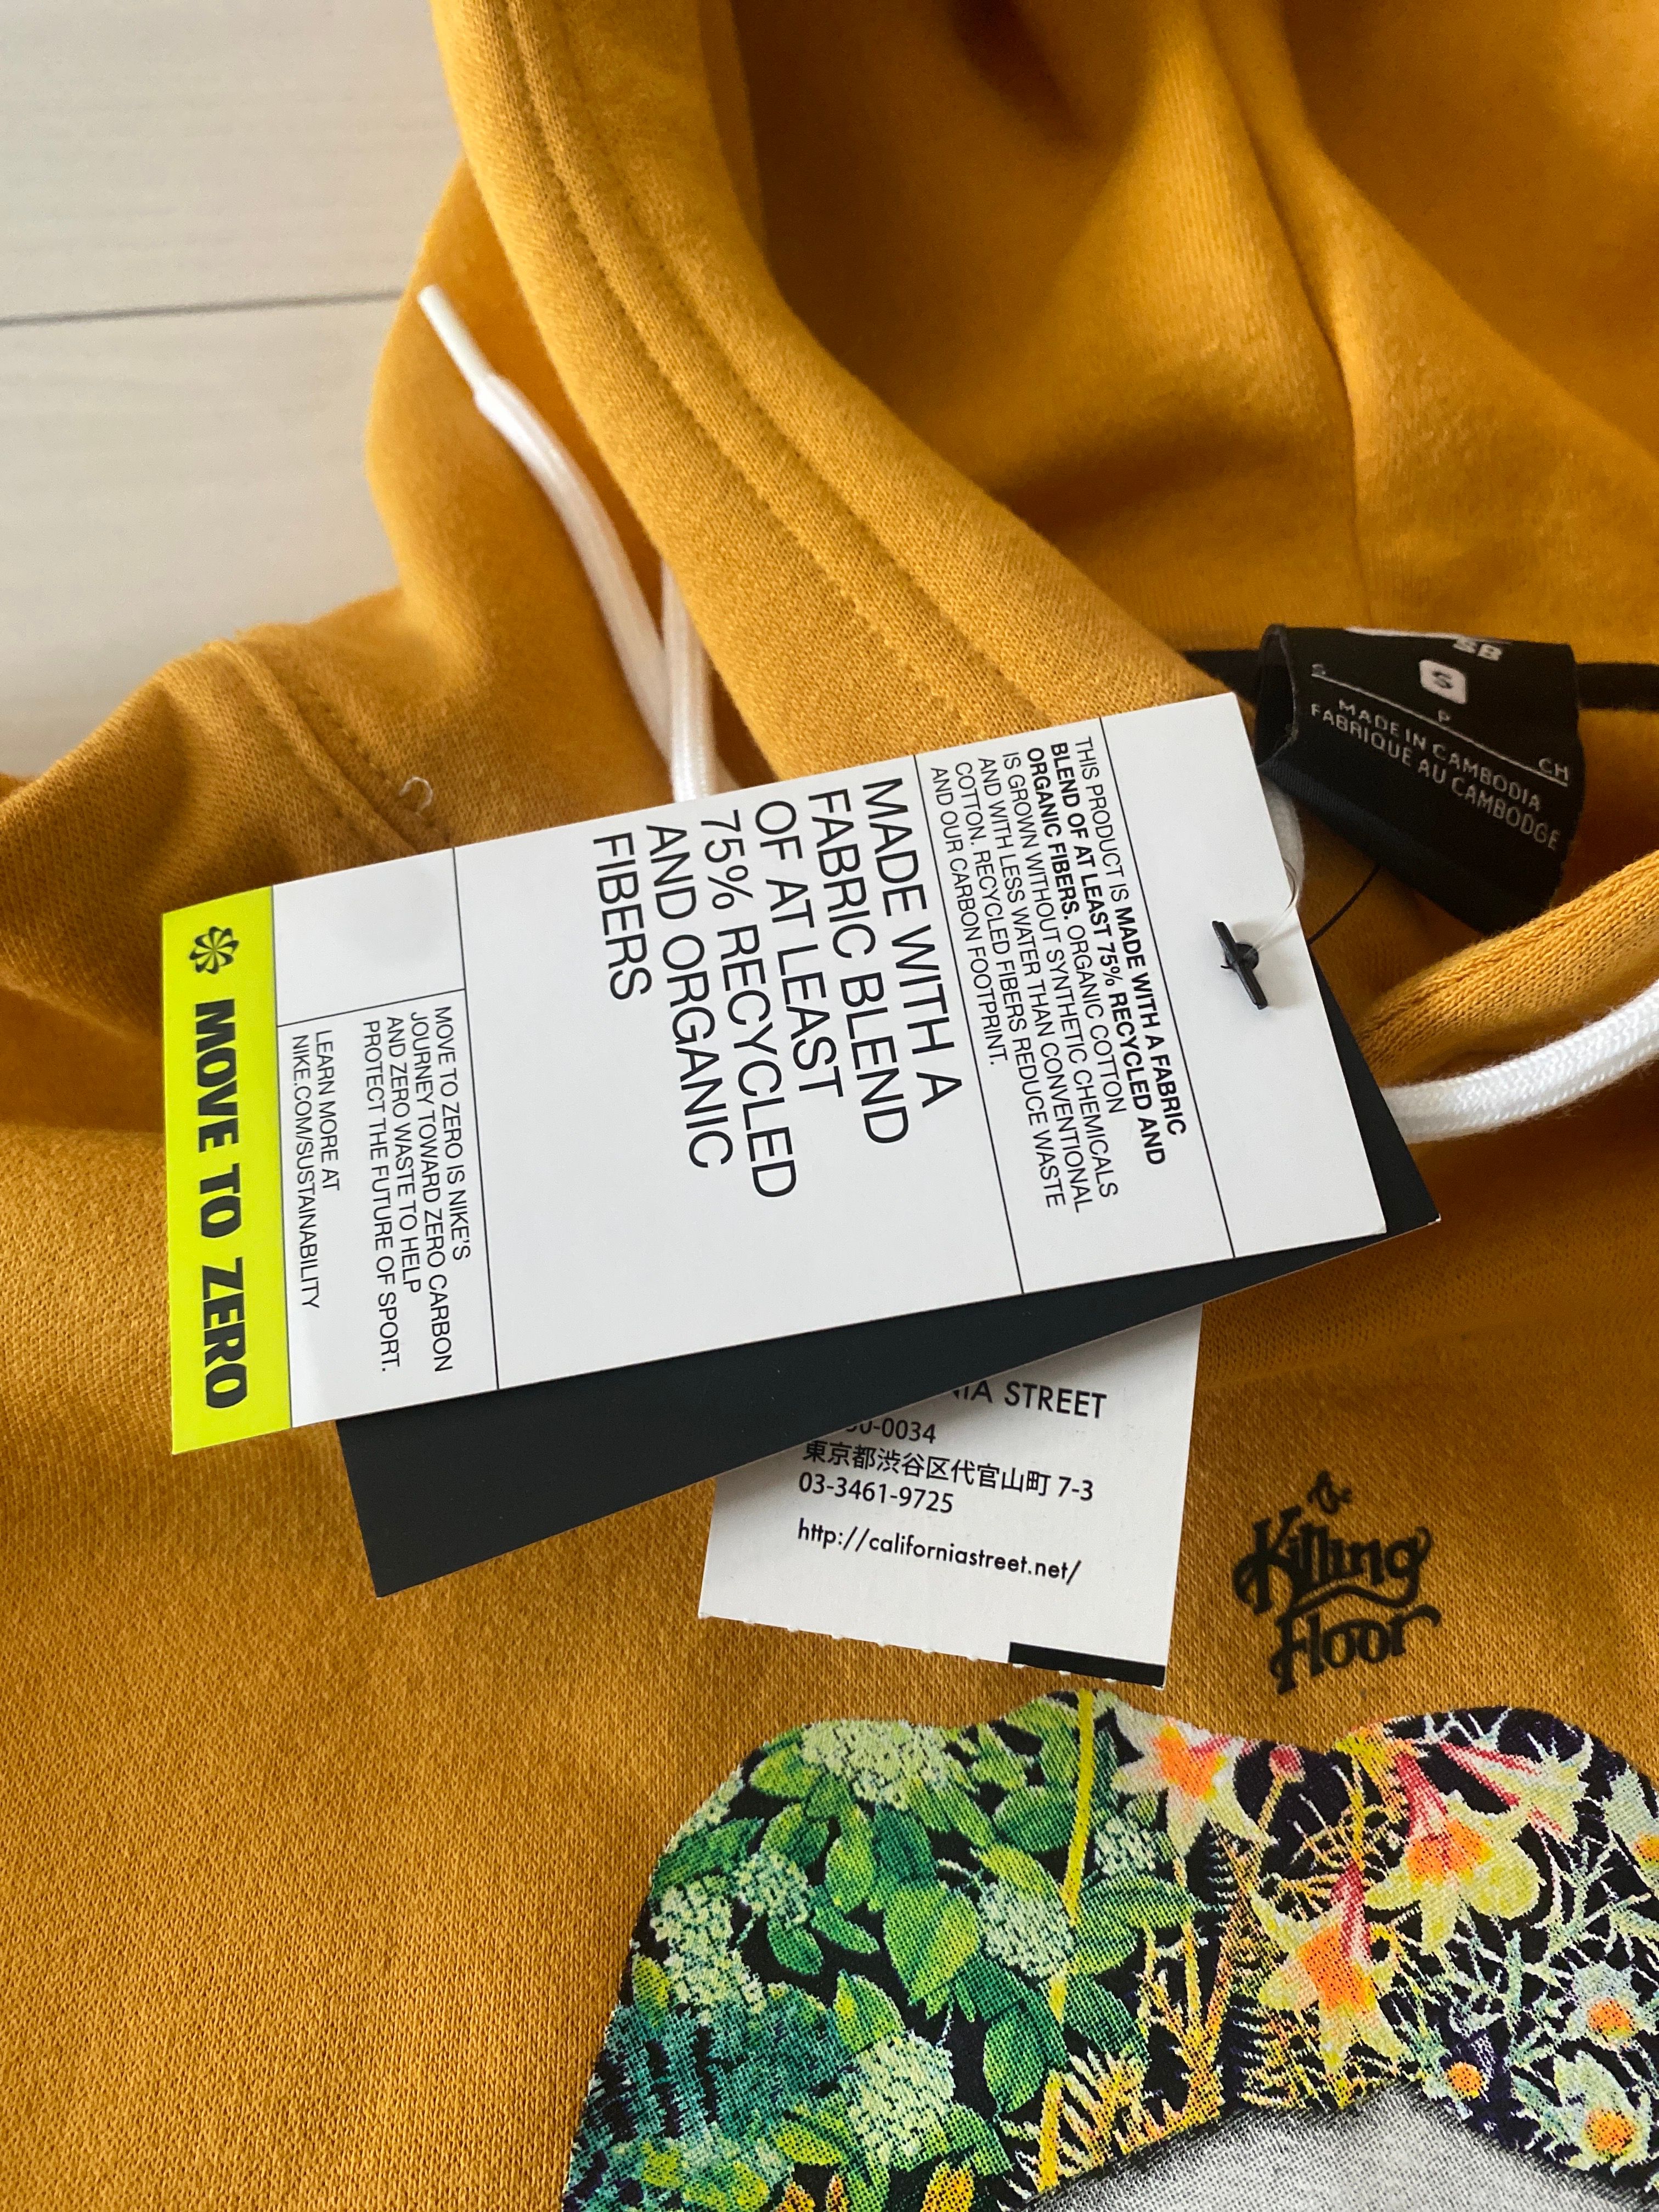 SB
S
S
P
CH
MADE IN CAMBODIA
FABRIQUE AU CAMBODGE
THIS PRODUCT IS MADE WITH A FABRIC
BLEND OF AT LEAST 75% RECYCLED AND
ORGANIC FIBERS. ORGANIC COTTON
IS GROWN WITHOUT SYNTHETIC CHEMICALS
AND WITH LESS WATER THAN CONVENTIONAL
COTTON. RECYCLED FIBERS REDUCE WASTE
AND OUR CARBON FOOTPRINT.
MADE WITH A
FABRIC BLEND
OF AT LEAST
75% RECYCLED
AND ORGANIC
FIBERS
MOVE TO ZERO IS NIKE'S
JOURNEY TOWARD ZERO CARBON
AND ZERO WASTE TO HELP
PROTECT THE FUTURE OF SPORT.
LEARN MORE AT
NIKE.COM/SUSTAINABILITY
MOVE TO ZERO
STREET
0-0034
東京都渋谷区代官山町 7-3
03-3461-9725
http://californiastreet.net/
The
Killing
Floor